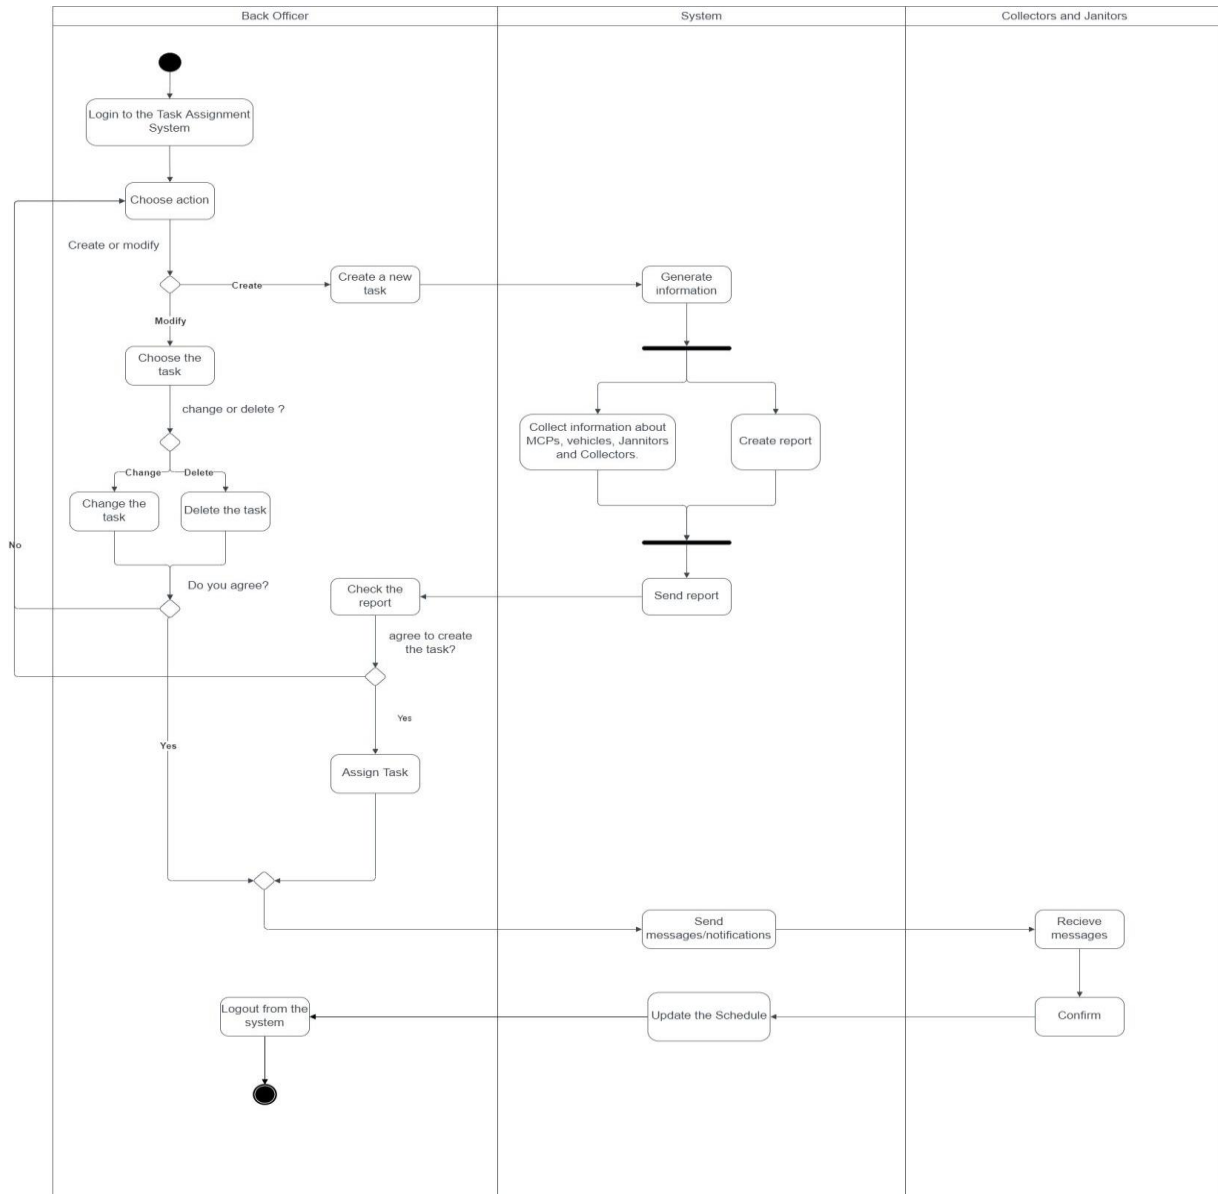 Back Officer
System
Collectors and Janitors
Login to the Task Assignment
System
Choose action
Create or modify
Create
Create a new
task
Generate
information
Modify
Choose the
task
change or delete ?
Collect information about
MCPs, vehicles, Jannitors
and Collectors.
Create report
Change
Delete
Change the
task
Delete the task
No
Do you agree?
Check the
report
Send report
agree to create
the task?
Yes
Yes
Assign Task
Send
messages/notifications
Recieve
messages
Logout from the
system
Update the Schedule
Confirm